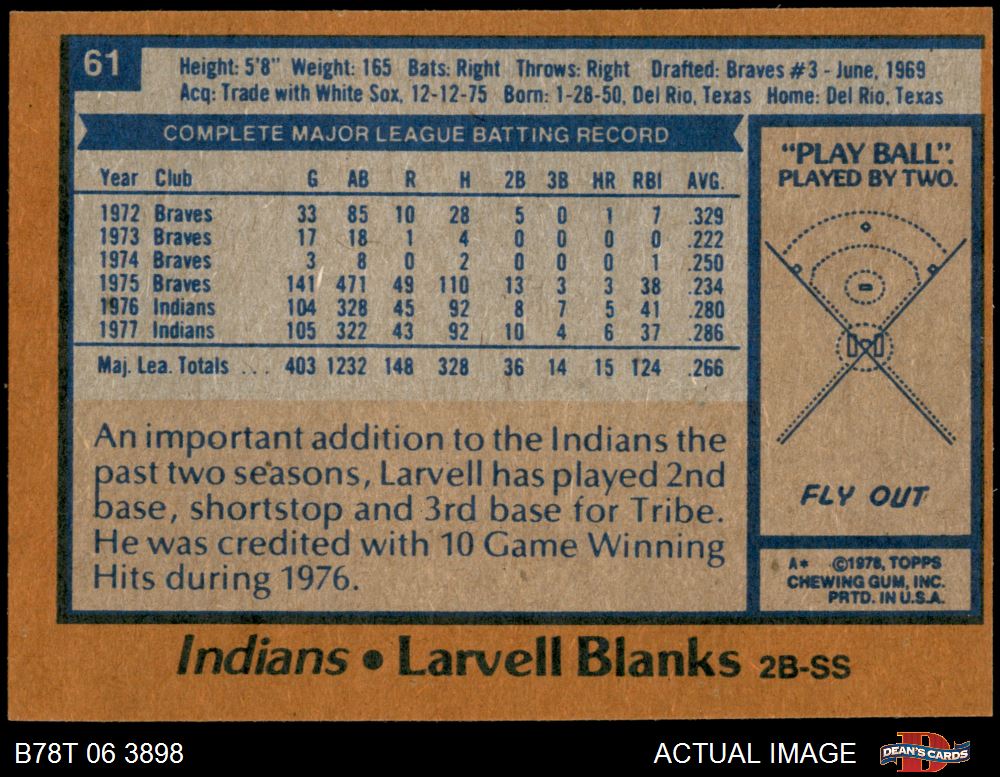 61
Height: 5'8" Weight: 165 Bats: Right Throws: Right Drafted: Braves #3 - June, 1969
Acq: Trade with White Sox, 12-12-75 Born: 1-28-50, Del Rio, Texas Home: Del Rio, Texas
COMPLETE MAJOR LEAGUE BATTING RECORD
Year Club G AB R H 2B 3B HR RBI AVG.
1972 Braves 33 85 10 28 5 0 1 7 .329
1973 Braves 17 18 1 4 0 0 0 0 .222
1974 Braves 3 8 0 2 0 0 0 1 .250
1975 Braves 141 471 49 110 13 3 3 38 .234
1976 Indians 104 328 45 92 8 7 5 41 .280
1977 Indians 105 322 43 92 10 4 6 37 .286
Maj. Lea. Totals ... 403 1232 148 328 36 14 15 124 .266
An important addition to the Indians the
past two seasons, Larvell has played 2nd
base, shortstop and 3rd base for Tribe.
He was credited with 10 Game Winning
Hits during 1976.
"PLAY BALL".
PLAYED BY TWO.
FLY OUT
A* ©1978, TOPPS
CHEWING GUM, INC.
PRTD. IN U.S.A.
Indians • Larvell Blanks 2B-SS
B78T 06 3898
ACTUAL IMAGE
DEAN'S CARDS